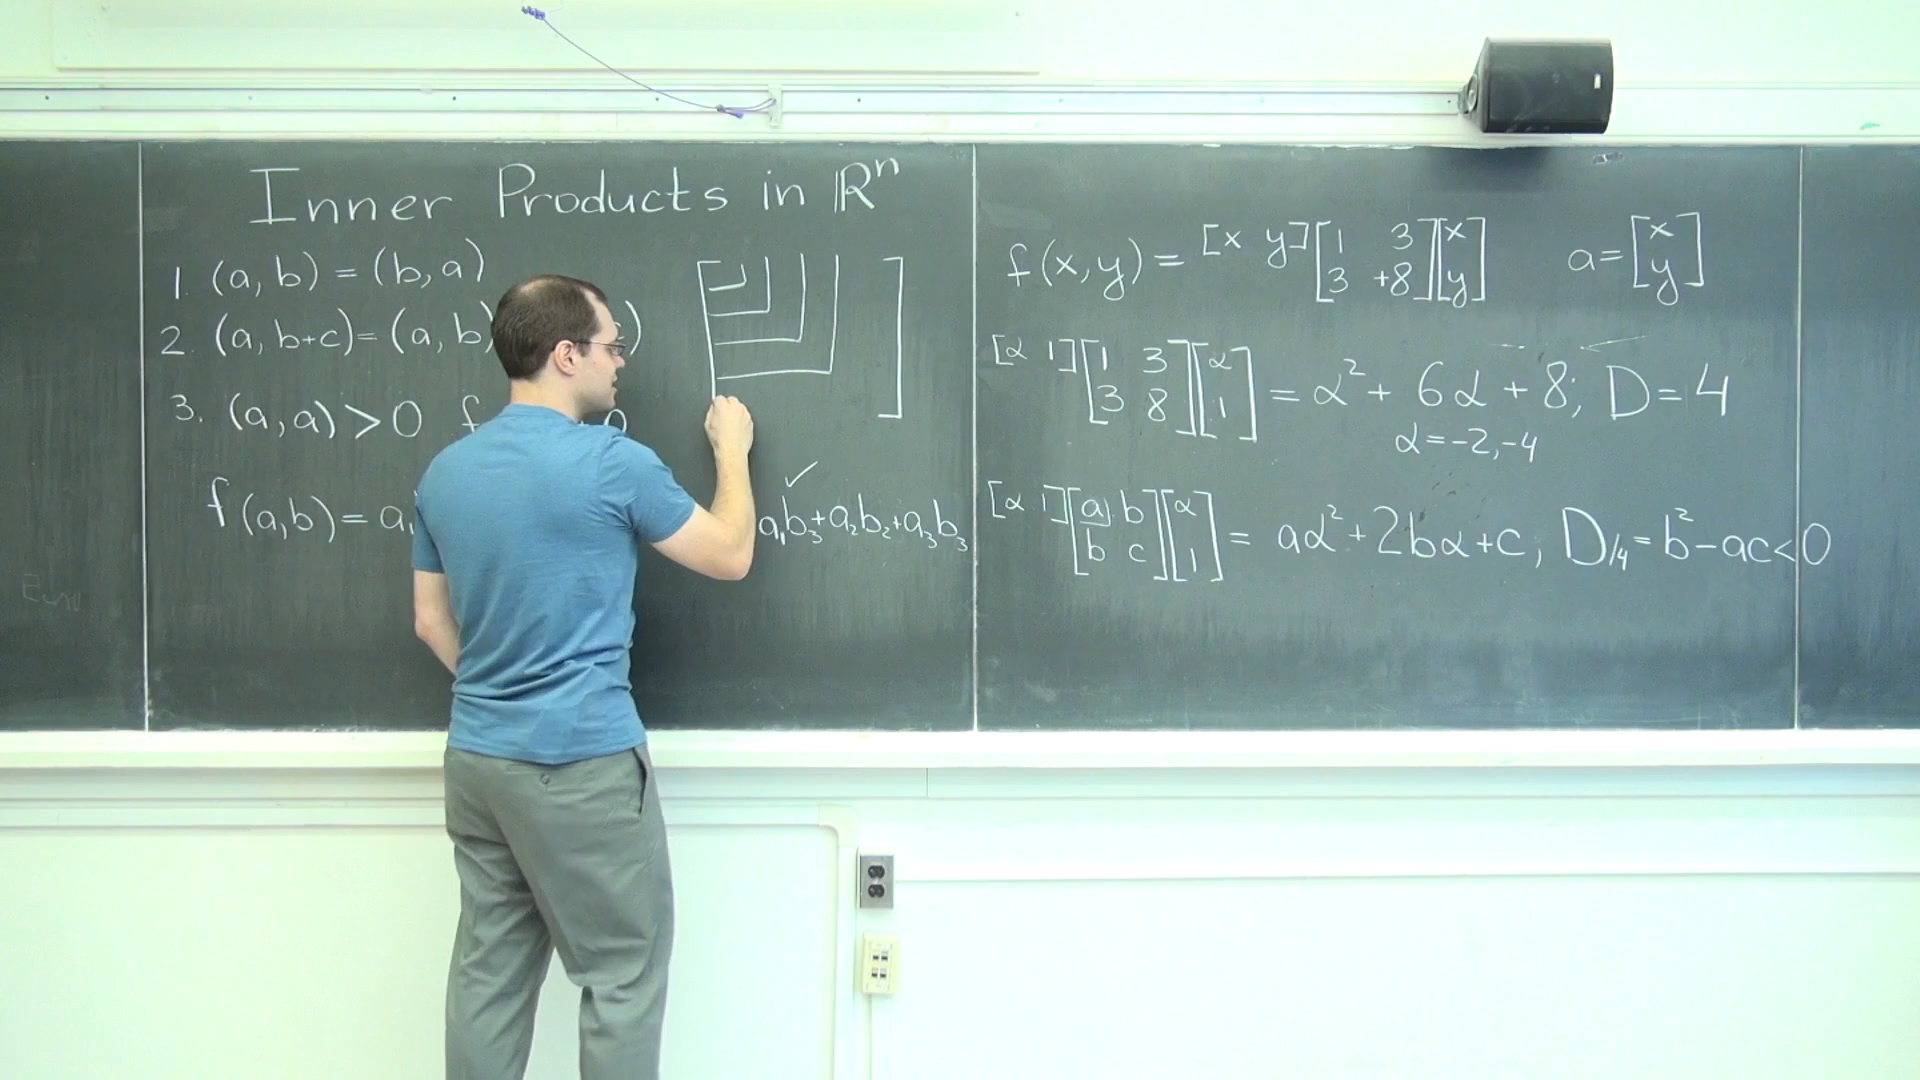 Inner Products in ℝⁿ
1. (a, b) = (b, a)
2. (a, b+c) = (a, b)
3. (a, a) > 0
f(a,b) = a₁ a₁b₃+a₂b₂+a₃b₃
✓
f(x,y) = [x y][1 3; 3 +8][x; y] a=[x; y]
[α 1][1 3; 3 8][α; 1] = α² + 6α + 8; D = 4
α = -2, -4
[α 1][a b; b c][α; 1] = aα² + 2bα + c, D/4 = b² - ac < 0